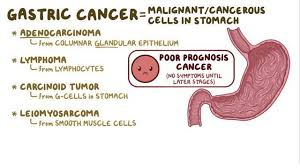 GASTRIC CANCER = MALIGNANT/CANCEROUS
CELLS IN STOMACH
* ADENOCARCINOMA
from COLUMNAR GLANDULAR EPITHELIUM
* LYMPHOMA
from LYMPHOCYTES
* CARCINOID TUMOR
from G-CELLS in STOMACH
* LEIOMYOSARCOMA
from SMOOTH MUSCLE CELLS
POOR PROGNOSIS
CANCER
(NO SYMPTOMS UNTIL
LATER STAGES)